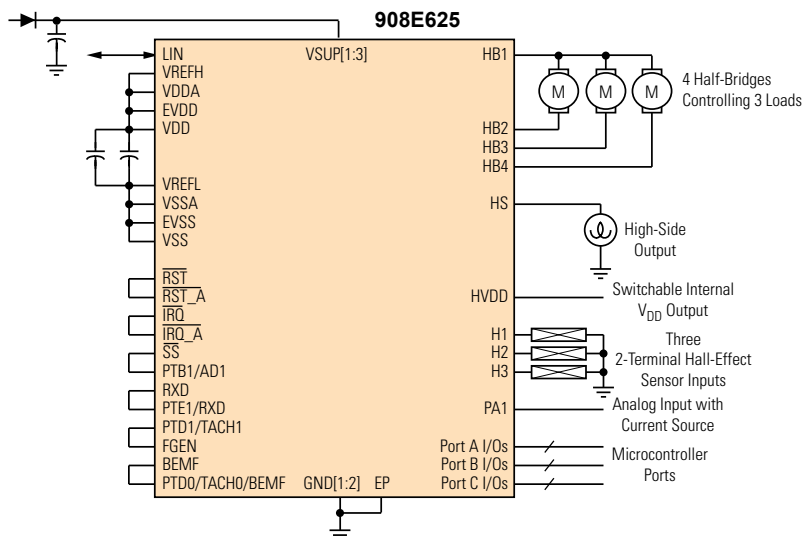 908E625
LIN
VREFH
VDDA
EVDD
VDD
VREFL
VSSA
EVSS
VSS
RST
RST_A
IRQ
IRQ_A
SS
PTB1/AD1
RXD
PTE1/RXD
PTD1/TACH1
FGEN
BEMF
PTD0/TACH0/BEMF
VSUP[1:3]
GND[1:2] EP
HB1
HB2
HB3
HB4
HS
HVDD
H1
H2
H3
PA1
Port A I/Os
Port B I/Os
Port C I/Os
M M M
4 Half-Bridges
Controlling 3 Loads
High-Side
Output
Switchable Internal
VDD Output
Three
2-Terminal Hall-Effect
Sensor Inputs
Analog Input with
Current Source
Microcontroller
Ports